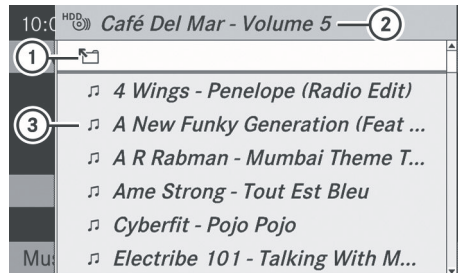 10:0 HDD Café Del Mar - Volume 5 2
1
4 Wings - Penelope (Radio Edit)
3 A New Funky Generation (Feat ...
A R Rabman - Mumbai Theme T...
Ame Strong - Tout Est Bleu
Cyberfit - Pojo Pojo
Mus Electribe 101 - Talking With M...